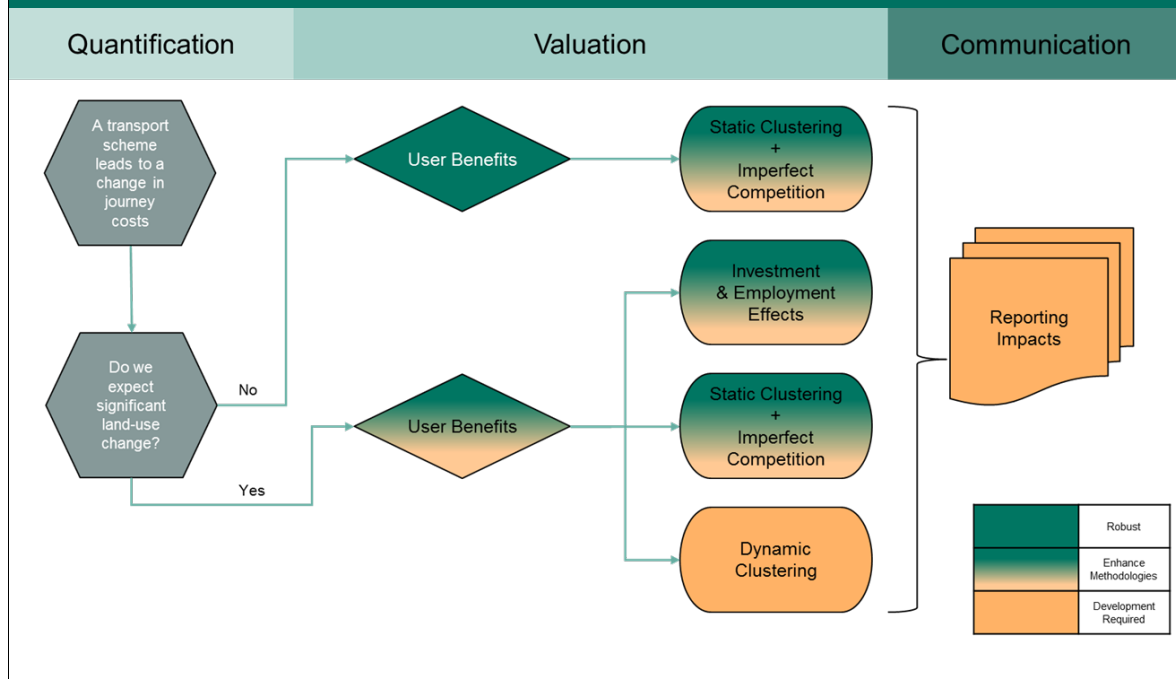 Quantification
Valuation
Communication
A transport
scheme
leads to a
change in
journey
costs
User Benefits
Static Clustering
+
Imperfect
Competition
Investment
& Employment
Effects
Reporting
Impacts
Do we
expect
significant
land-use
change?
No
Yes
User Benefits
Static Clustering
+
Imperfect
Competition
Dynamic
Clustering
Robust
Enhance
Methodologies
Development
Required